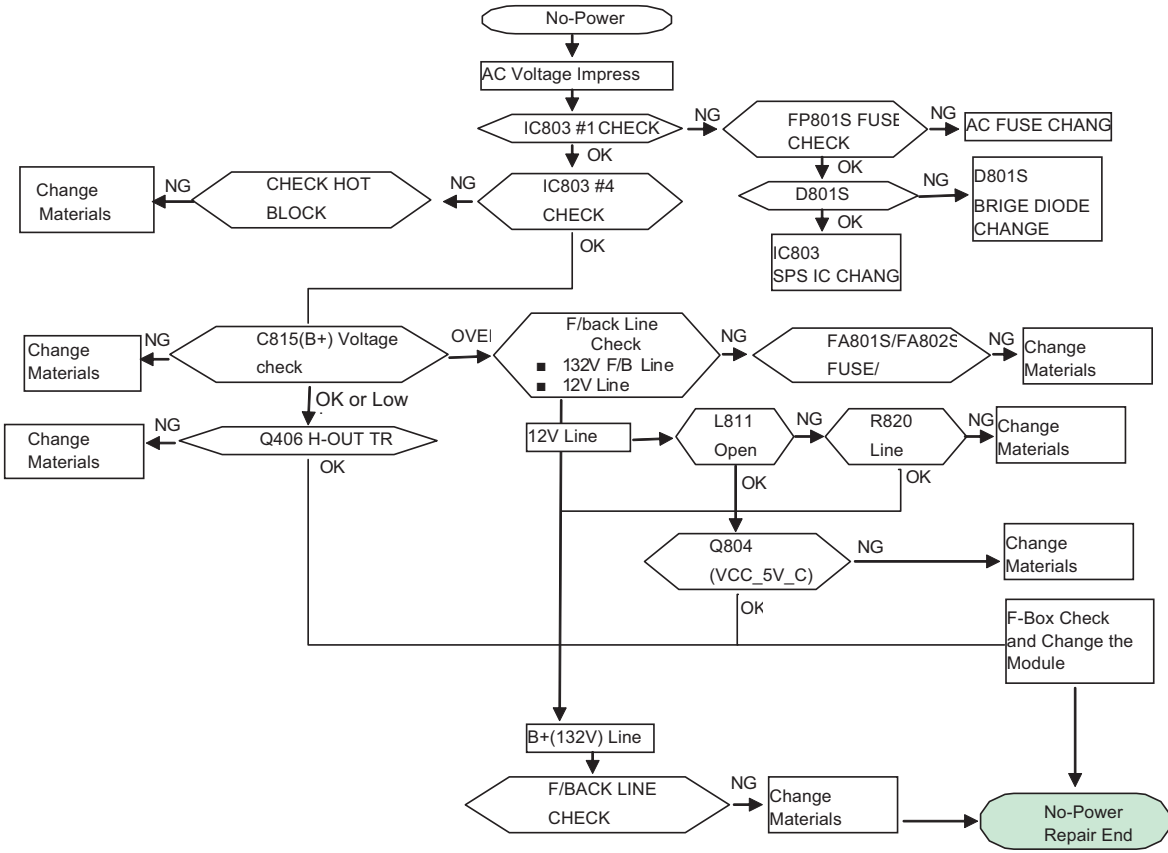 No-Power
AC Voltage Impress
IC803 #1 CHECK
NG
FP801S FUSE
CHECK
NG
AC FUSE CHANG
OK
OK
Change
Materials
NG
CHECK HOT
BLOCK
NG
IC803 #4
CHECK
D801S
NG
D801S
BRIGE DIODE
CHANGE
OK
OK
IC803
SPS IC CHANG
Change
Materials
NG
C815(B+) Voltage
check
OVE
F/back Line
Check
■ 132V F/B Line
■ 12V Line
NG
FA801S/FA802S
FUSE/
NG
Change
Materials
OK or Low
Change
Materials
NG
Q406 H-OUT TR
OK
12V Line
L811
Open
NG
R820
Line
NG
Change
Materials
OK
OK
Q804
(VCC_5V_C)
NG
Change
Materials
OK
F-Box Check
and Change the
Module
B+(132V) Line
F/BACK LINE
CHECK
NG
Change
Materials
No-Power
Repair End